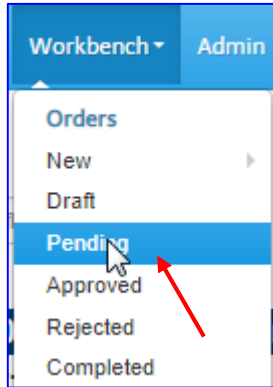 Workbench Admin
Orders
New
Draft
Pending
Approved
Rejected
Completed